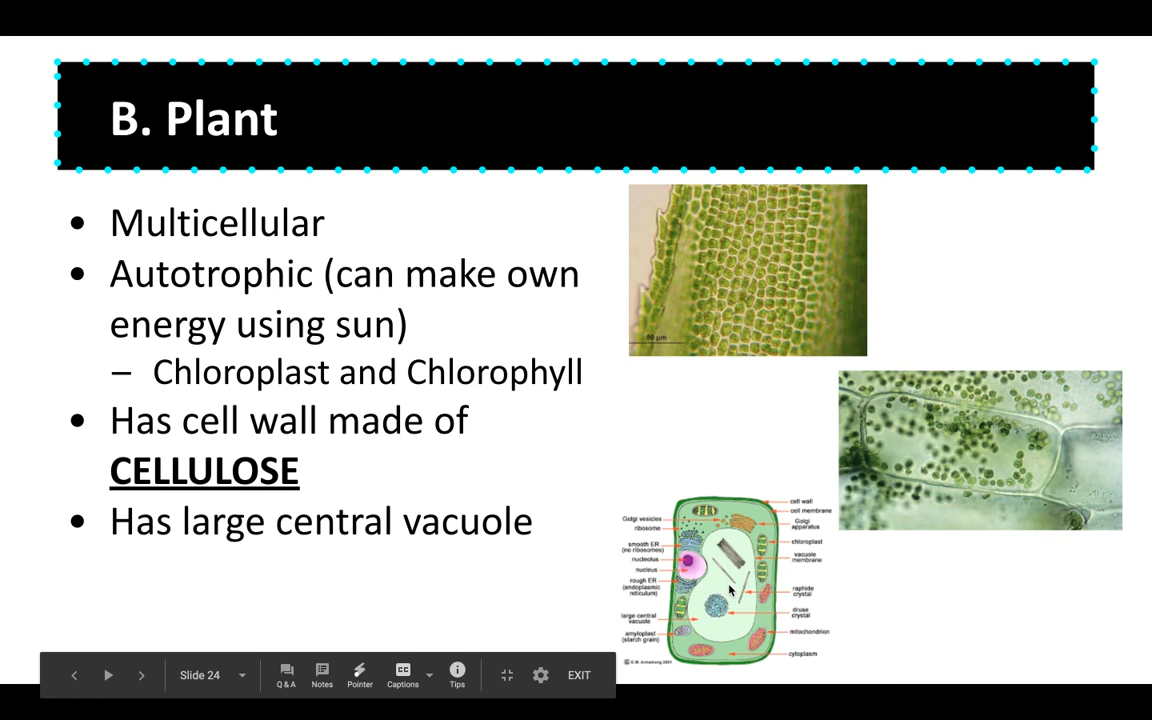 B. Plant
• Multicellular
• Autotrophic (can make own
energy using sun)
– Chloroplast and Chlorophyll
• Has cell wall made of
CELLULOSE
• Has large central vacuole
50 µm
Golgi vesicles
ribosome
smooth ER
(no ribosomes)
nucleolus
nucleus
rough ER
(endoplasmic
reticulum)
large central
vacuole
amyloplast
(starch grain)
cell wall
cell membrane
Golgi
apparatus
chloroplast
vacuole
membrane
raphide
crystal
druse
crystal
mitochondrion
cytoplasm
Slide 24
Q & A
Notes
Pointer
CC
Captions
Tips
EXIT